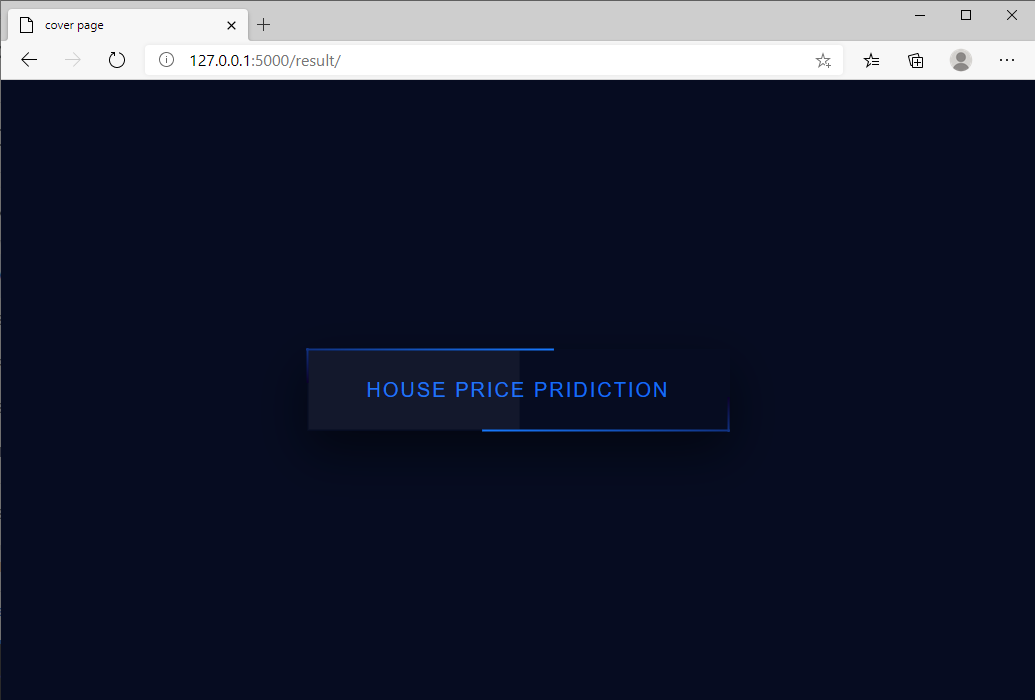 cover page
127.0.0.1:5000/result/
HOUSE PRICE PRIDICTION